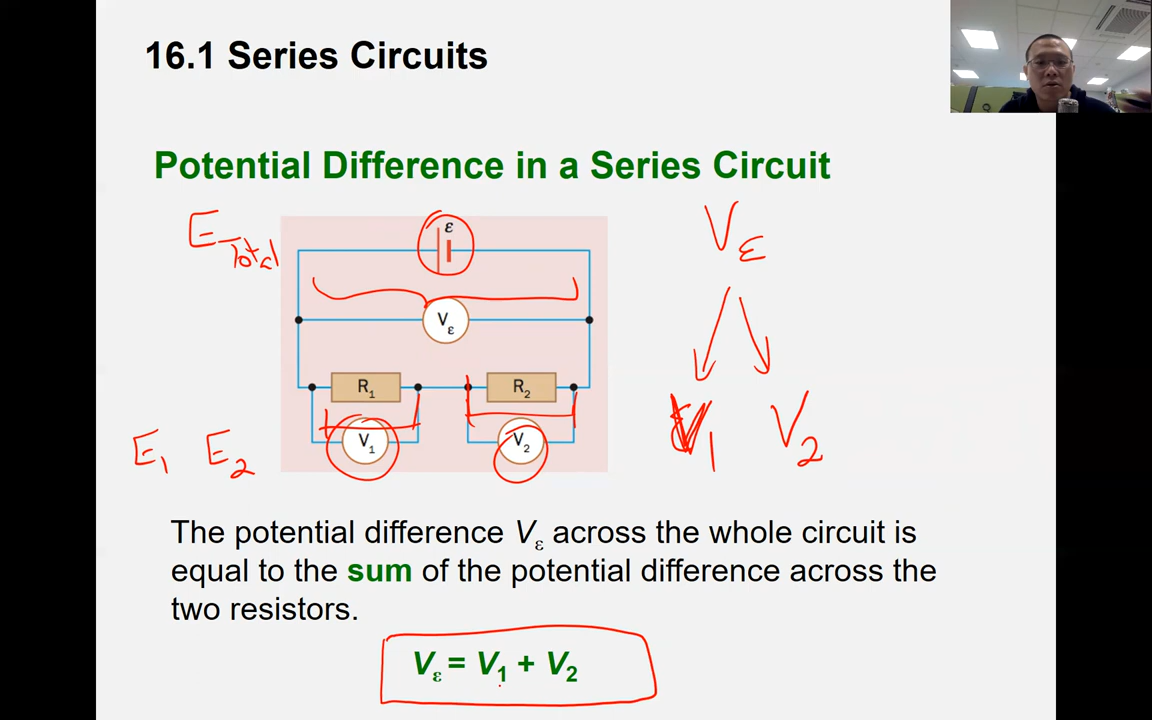 16.1 Series Circuits
Potential Difference in a Series Circuit
E Total
ε
V ε
V ε
R 1
R 2
V 1
V 2
E 1 E 2
V 1 V 2
The potential difference V ε across the whole circuit is
equal to the sum of the potential difference across the
two resistors.
V ε = V 1 + V 2